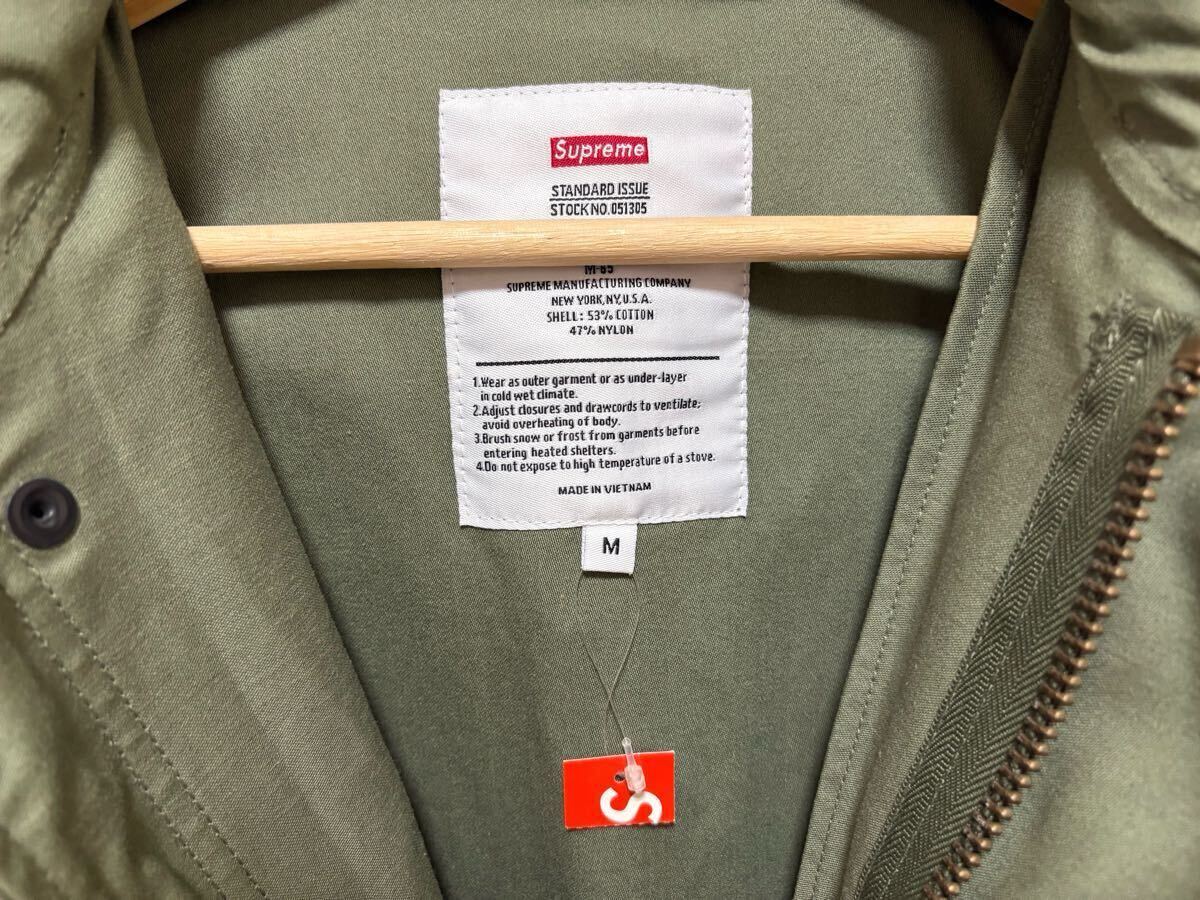 Supreme
STANDARD ISSUE
STOCK NO. 051305
M-65
SUPREME MANUFACTURING COMPANY
NEW YORK, NY, U.S.A.
SHELL: 53% COTTON
47% NYLON
1.Wear as outer garment or as under-layer
in cold wet climate.
2.Adjust closures and drawcords to ventilate;
avoid overheating of body.
3.Brush snow or frost from garments before
entering heated shelters.
4.Do not expose to high temperature of a stove.
MADE IN VIETNAM
M
S